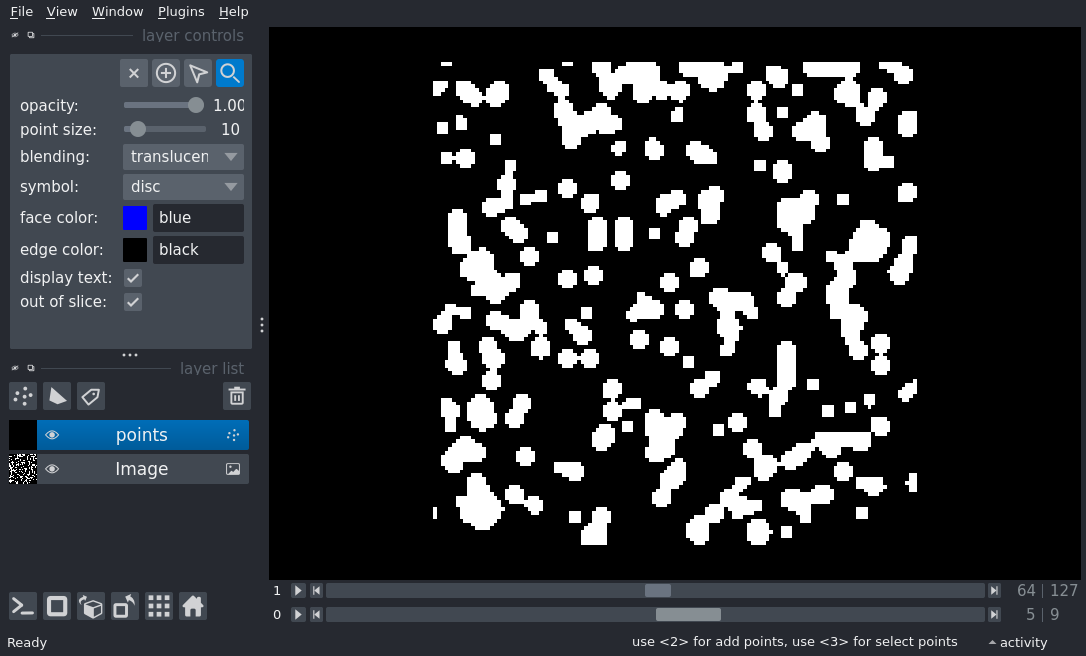 File View Window Plugins Help
layer controls
opacity: 1.00
point size: 10
blending: translucen
symbol: disc
face color: blue
edge color: black
display text:
out of slice:
layer list
points
Image
1 64 | 127
0 5 | 9
Ready use <2> for add points, use <3> for select points activity